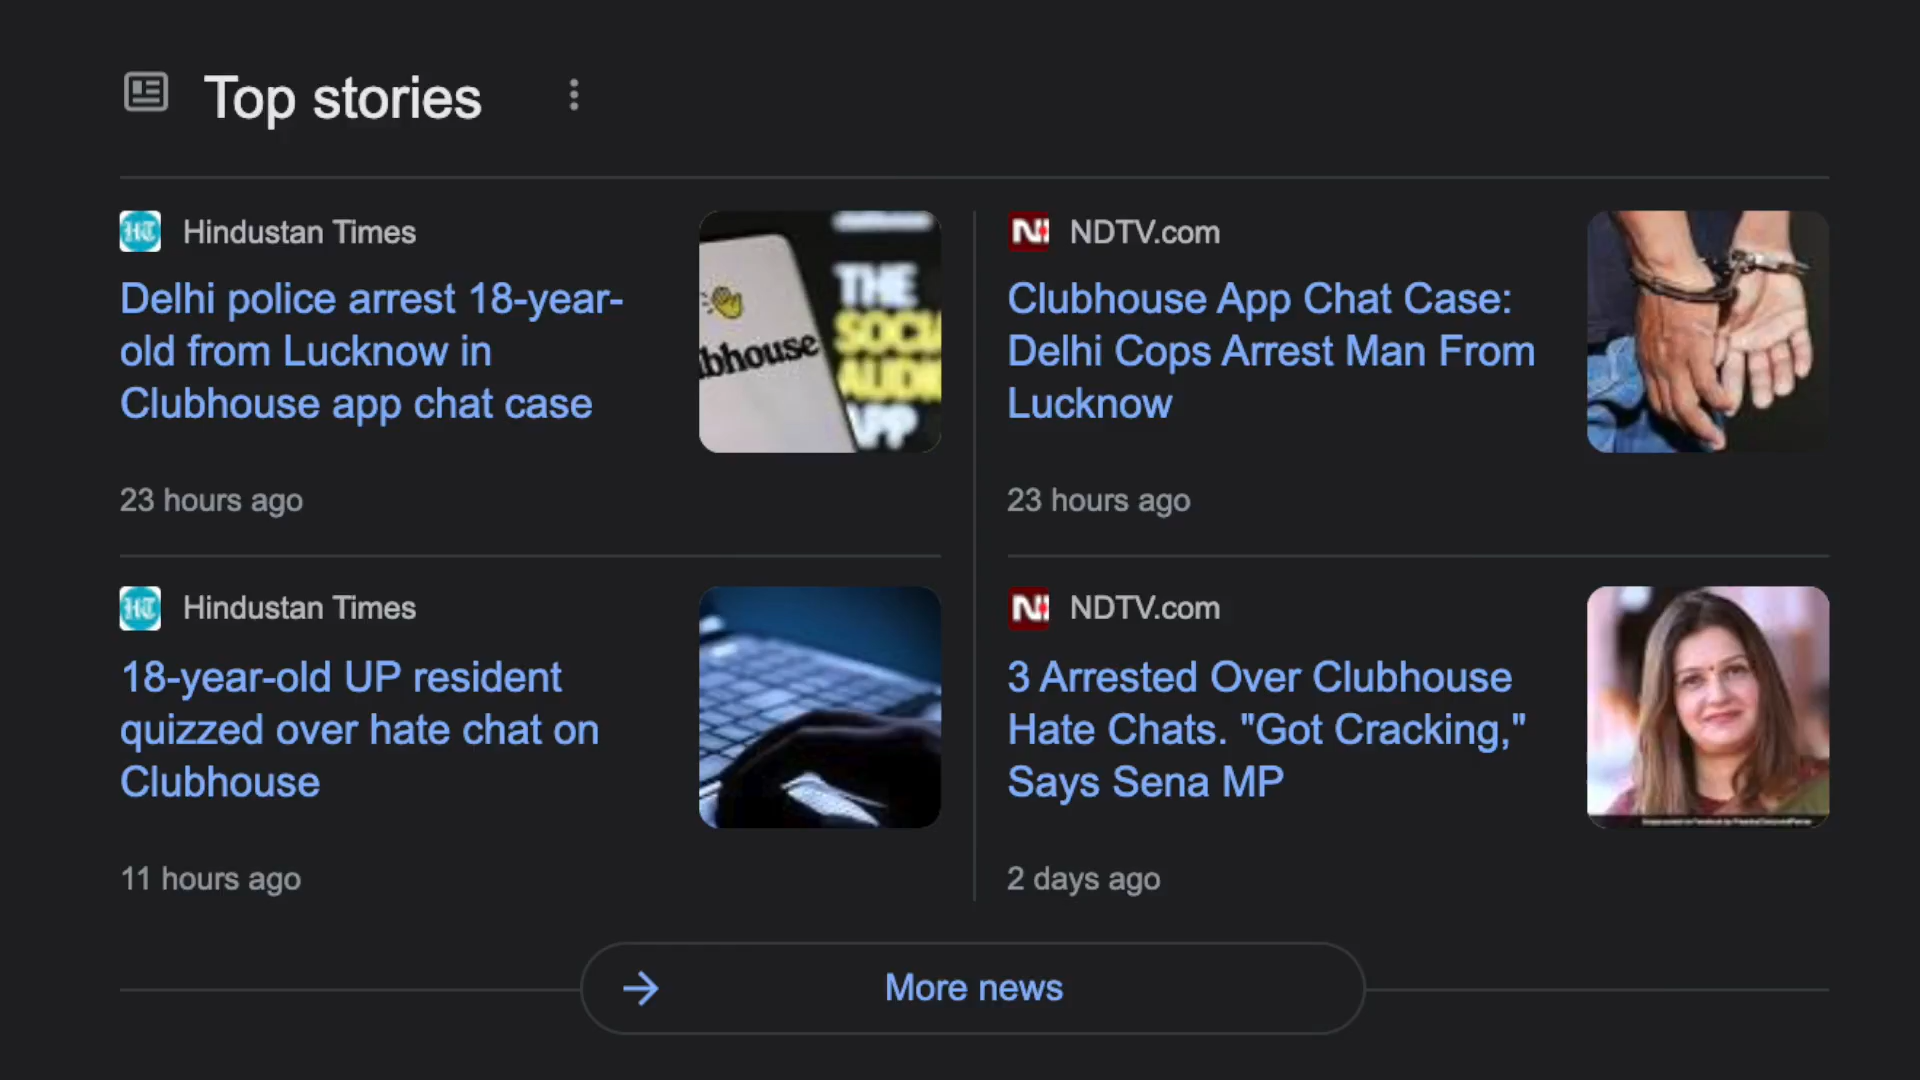 Top stories
Hindustan Times
Delhi police arrest 18-year-
old from Lucknow in
Clubhouse app chat case
23 hours ago
THE
APP
NDTV.com
Clubhouse App Chat Case:
Delhi Cops Arrest Man From
Lucknow
23 hours ago
Hindustan Times
18-year-old UP resident
quizzed over hate chat on
Clubhouse
11 hours ago
NDTV.com
3 Arrested Over Clubhouse
Hate Chats. "Got Cracking,"
Says Sena MP
2 days ago
More news